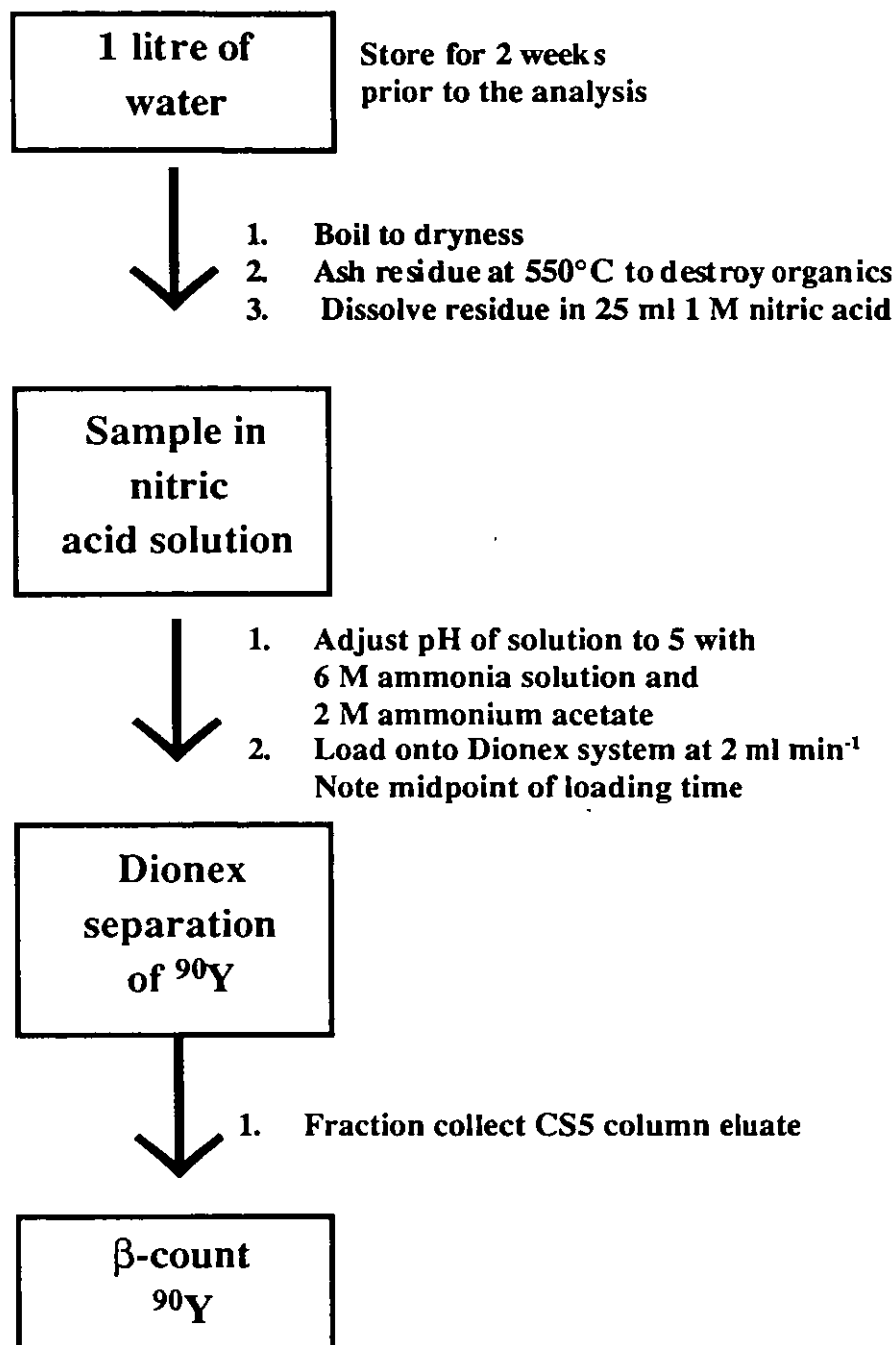 1 litre of
water
Store for 2 weeks
prior to the analysis
1. Boil to dryness
2. Ash residue at 550°C to destroy organics
3. Dissolve residue in 25 ml 1 M nitric acid
Sample in
nitric
acid solution
1. Adjust pH of solution to 5 with
6 M ammonia solution and
2 M ammonium acetate
2. Load onto Dionex system at 2 ml min⁻¹
Note midpoint of loading time
Dionex
separation
of ⁹⁰Y
1. Fraction collect CS5 column eluate
β-count
⁹⁰Y